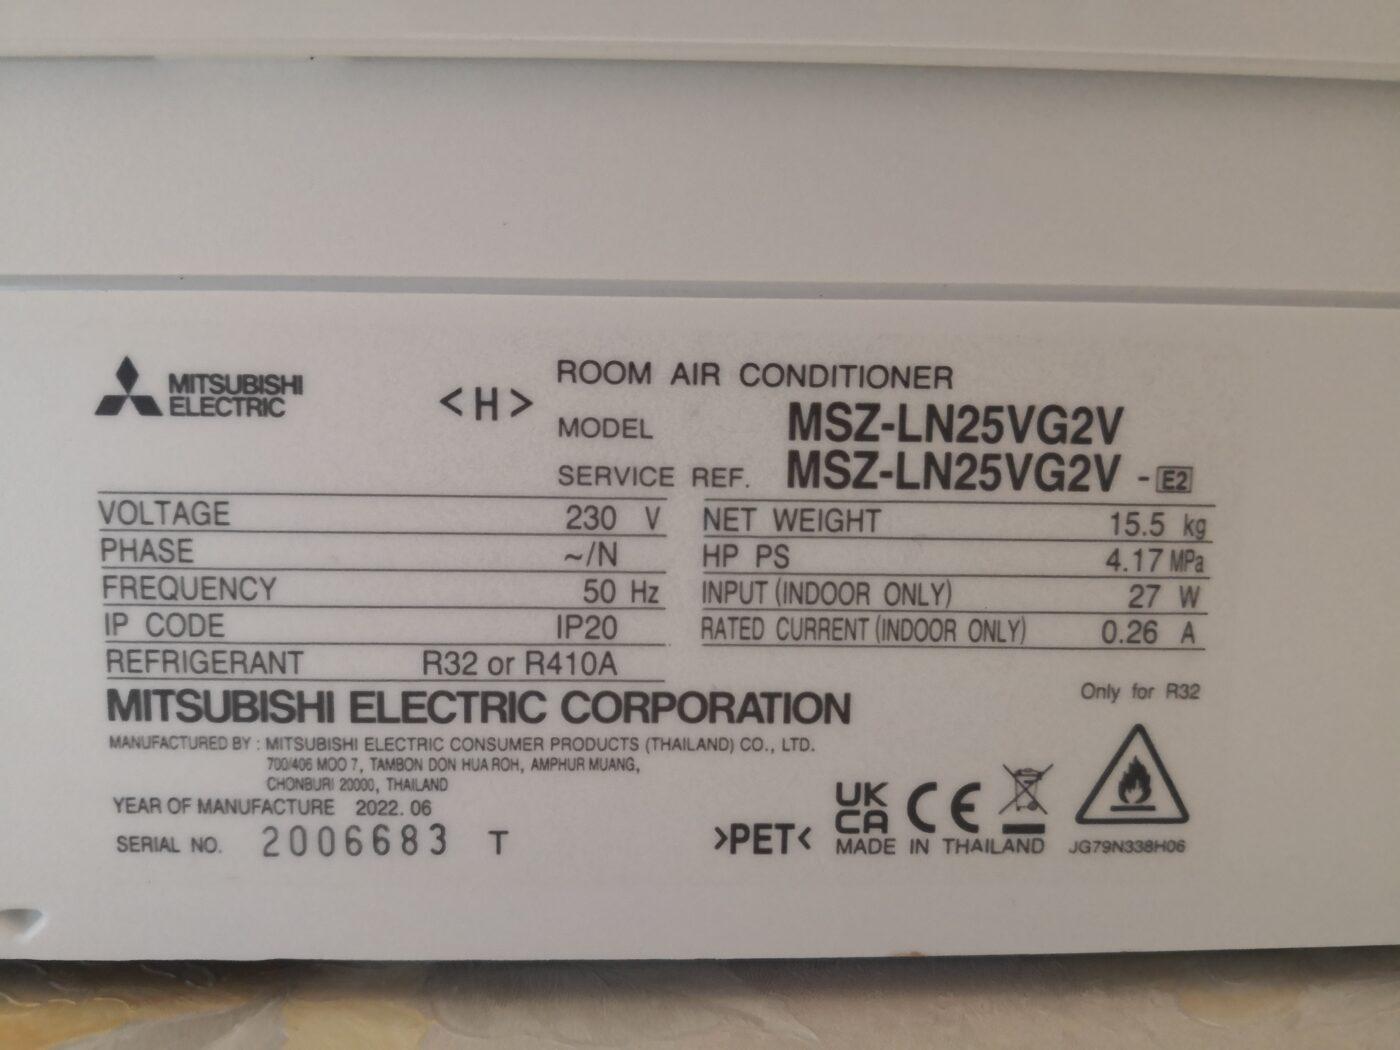 MITSUBISHI
ELECTRIC
<H>
ROOM AIR CONDITIONER
MODEL MSZ-LN25VG2V
SERVICE REF. MSZ-LN25VG2V - E2
VOLTAGE 230 V
PHASE ~/N
FREQUENCY 50 Hz
IP CODE IP20
REFRIGERANT R32 or R410A
NET WEIGHT 15.5 kg
HP PS 4.17 MPa
INPUT (INDOOR ONLY) 27 W
RATED CURRENT (INDOOR ONLY) 0.26 A
MITSUBISHI ELECTRIC CORPORATION
MANUFACTURED BY : MITSUBISHI ELECTRIC CONSUMER PRODUCTS (THAILAND) CO., LTD.
700/406 MOO 7, TAMBON DON HUA ROH, AMPHUR MUANG,
CHONBURI 20000, THAILAND
YEAR OF MANUFACTURE 2022. 06
SERIAL NO. 2006683 T
Only for R32
>PET<
UK
CA
CE
MADE IN THAILAND
JG79N338H06